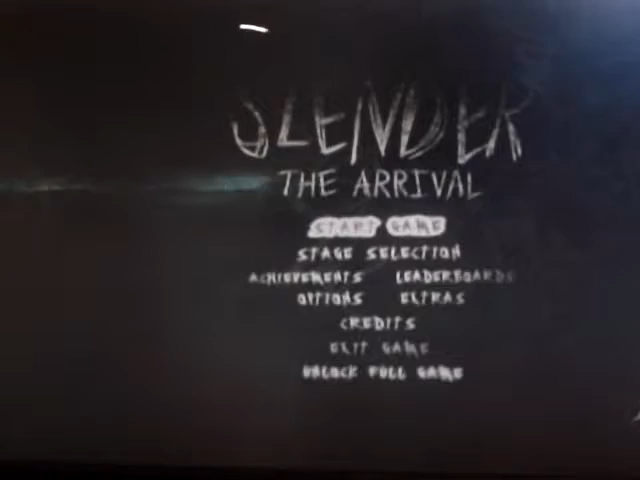 SLENDER
THE ARRIVAL
START GAME
STAGE SELECTION
ACHIEVEMENTS LEADERBOARDS
OPTIONS EXTRAS
CREDITS
EXIT GAME
UNLOCK FULL GAME